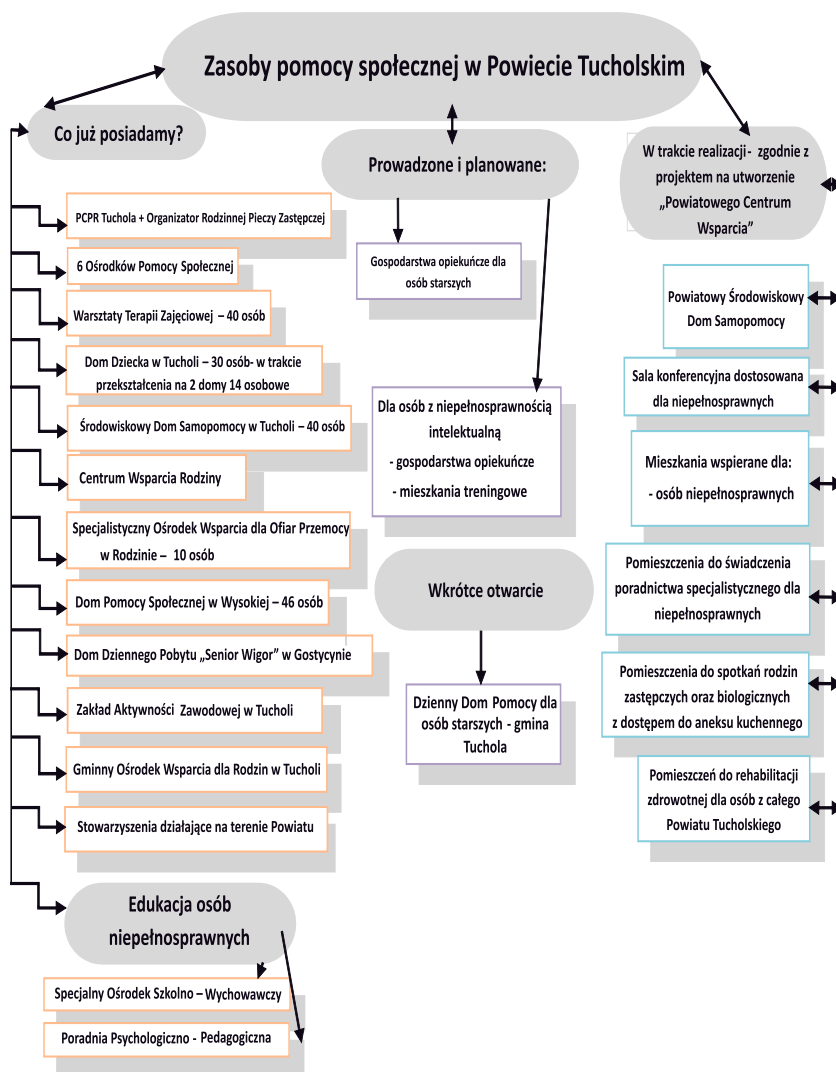 Zasoby pomocy społecznej w Powiecie Tucholskim
Co już posiadamy?
PCPR Tuchola + Organizator Rodzinnej Pieczy Zastępczej
6 Ośrodków Pomocy Społecznej
Warsztaty Terapii Zajęciowej – 40 osób
Dom Dziecka w Tucholi – 30 osób- w trakcie
przekształcenia na 2 domy 14 osobowe
Środowiskowy Dom Samopomocy w Tucholi – 40 osób
Centrum Wsparcia Rodziny
Specjalistyczny Ośrodek Wsparcia dla Ofiar Przemocy
w Rodzinie – 10 osób
Dom Pomocy Społecznej w Wysokiej – 46 osób
Dom Dziennego Pobytu „Senior Wigor" w Gostycynie
Zakład Aktywności Zawodowej w Tucholi
Gminny Ośrodek Wsparcia dla Rodzin w Tucholi
Stowarzyszenia działające na terenie Powiatu
Edukacja osób
niepełnosprawnych
Specjalny Ośrodek Szkolno – Wychowawczy
Poradnia Psychologiczno - Pedagogiczna
Prowadzone i planowane:
Gospodarstwa opiekuńcze dla
osób starszych
Dla osób z niepełnosprawnością
intelektualną
- gospodarstwa opiekuńcze
- mieszkania treningowe
Wkrótce otwarcie
Dzienny Dom Pomocy dla
osób starszych - gmina
Tuchola
W trakcie realizacji - zgodnie z
projektem na utworzenie
„Powiatowego Centrum
Wsparcia"
Powiatowy Środowiskowy
Dom Samopomocy
Sala konferencyjna dostosowana
dla niepełnosprawnych
Mieszkania wspierane dla:
- osób niepełnosprawnych
Pomieszczenia do świadczenia
poradnictwa specjalistycznego dla
niepełnosprawnych
Pomieszczenia do spotkań rodzin
zastępczych oraz biologicznych
z dostępem do aneksu kuchennego
Pomieszczeń do rehabilitacji
zdrowotnej dla osób z całego
Powiatu Tucholskiego